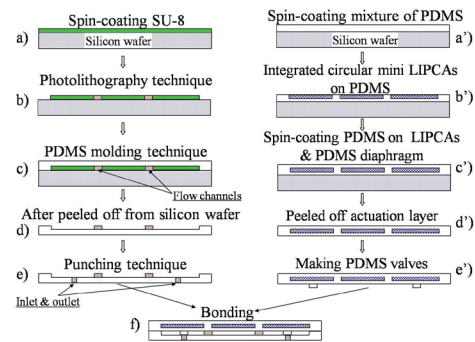 Spin-coating SU-8
a)
Silicon wafer
Photolithography technique
b)
PDMS molding technique
c)
Flow channels
After peeled off from silicon wafer
d)
Punching technique
e)
Inlet & outlet
Spin-coating mixture of PDMS
Silicon wafer
a')
Integrated circular mini LIPCAs
on PDMS
b')
Spin-coating PDMS on LIPCAs
& PDMS diaphragm
c')
Peeled off actuation layer
d')
Making PDMS valves
e')
Bonding
f)